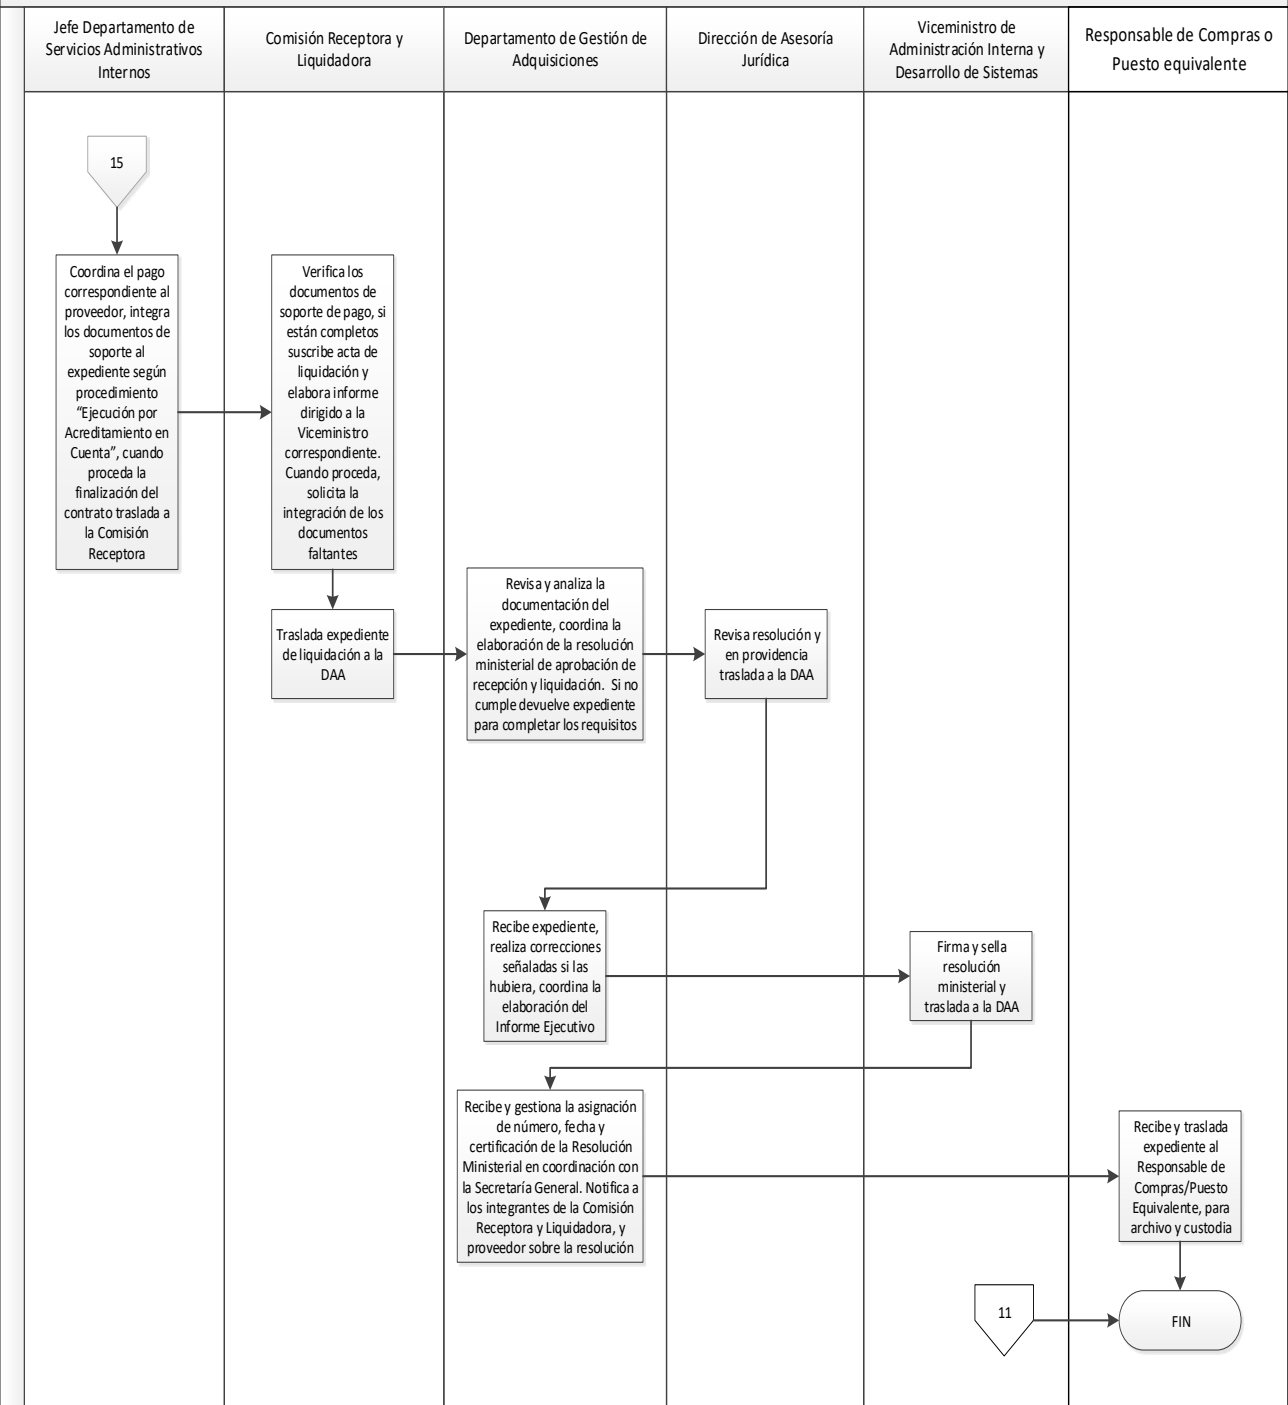 Jefe Departamento de
Servicios Administrativos
Internos
Comisión Receptora y
Liquidadora
Departamento de Gestión de
Adquisiciones
Dirección de Asesoría
Jurídica
Viceministro de
Administración Interna y
Desarrollo de Sistemas
Responsable de Compras o
Puesto equivalente
15
Coordina el pago
correspondiente al
proveedor, integra
los documentos de
soporte al
expediente según
procedimiento
“Ejecución por
Acreditamiento en
Cuenta”, cuando
proceda la
finalización del
contrato traslada a
la Comisión
Receptora
Verifica los
documentos de
soporte de pago, si
están completos
suscribe acta de
liquidación y
elabora informe
dirigido a la
Viceministro
correspondiente.
Cuando proceda,
solicita la
integración de los
documentos
faltantes
Traslada expediente
de liquidación a la
DAA
Revisa y analiza la
documentación del
expediente, coordina la
elaboración de la resolución
ministerial de aprobación de
recepción y liquidación. Si no
cumple devuelve expediente
para completar los requisitos
Revisa resolución y
en providencia
traslada a la DAA
Recibe expediente,
realiza correcciones
señaladas si las
hubiera, coordina la
elaboración del
Informe Ejecutivo
Firma y sella
resolución
ministerial y
traslada a la DAA
Recibe y gestiona la asignación
de número, fecha y
certificación de la Resolución
Ministerial en coordinación con
la Secretaría General. Notifica a
los integrantes de la Comisión
Receptora y Liquidadora, y
proveedor sobre la resolución
Recibe y traslada
expediente al
Responsable de
Compras/Puesto
Equivalente, para
archivo y custodia
11
FIN